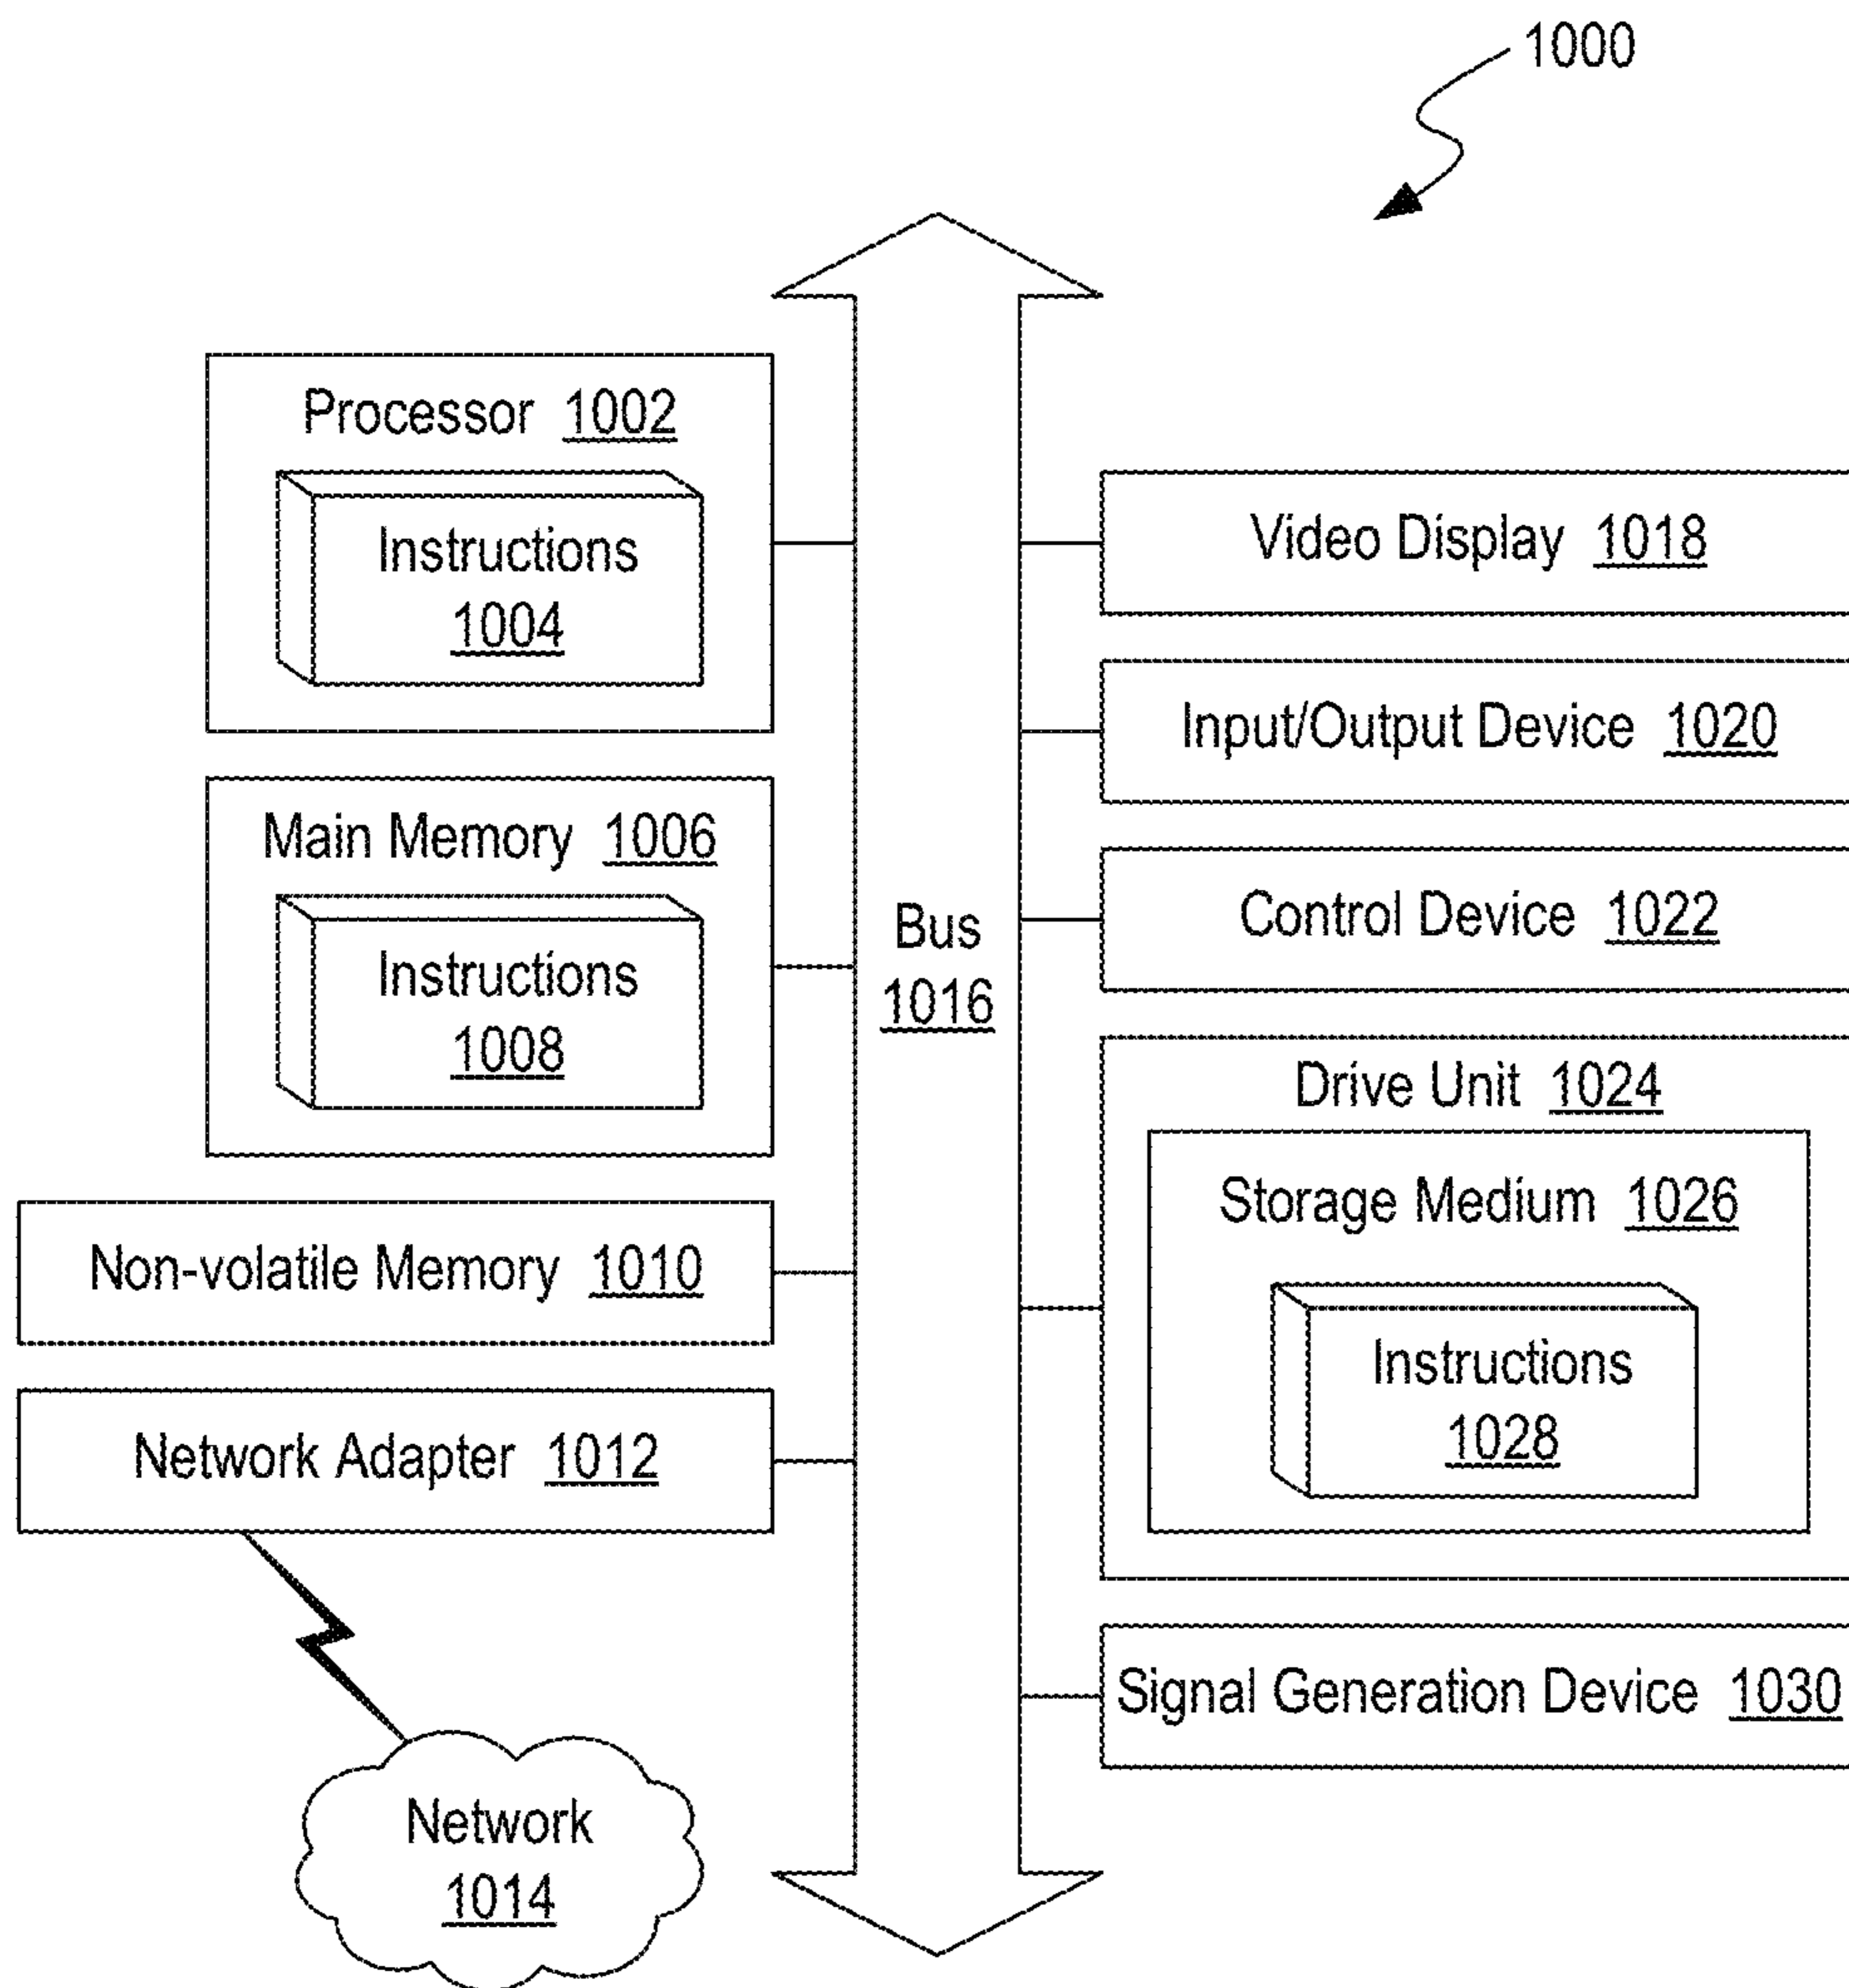 1000
Processor 1002
Instructions
1004
Main Memory 1006
Instructions
1008
Non-volatile Memory 1010
Network Adapter 1012
Network
1014
Bus
1016
Video Display 1018
Input/Output Device 1020
Control Device 1022
Drive Unit 1024
Storage Medium 1026
Instructions
1028
Signal Generation Device 1030